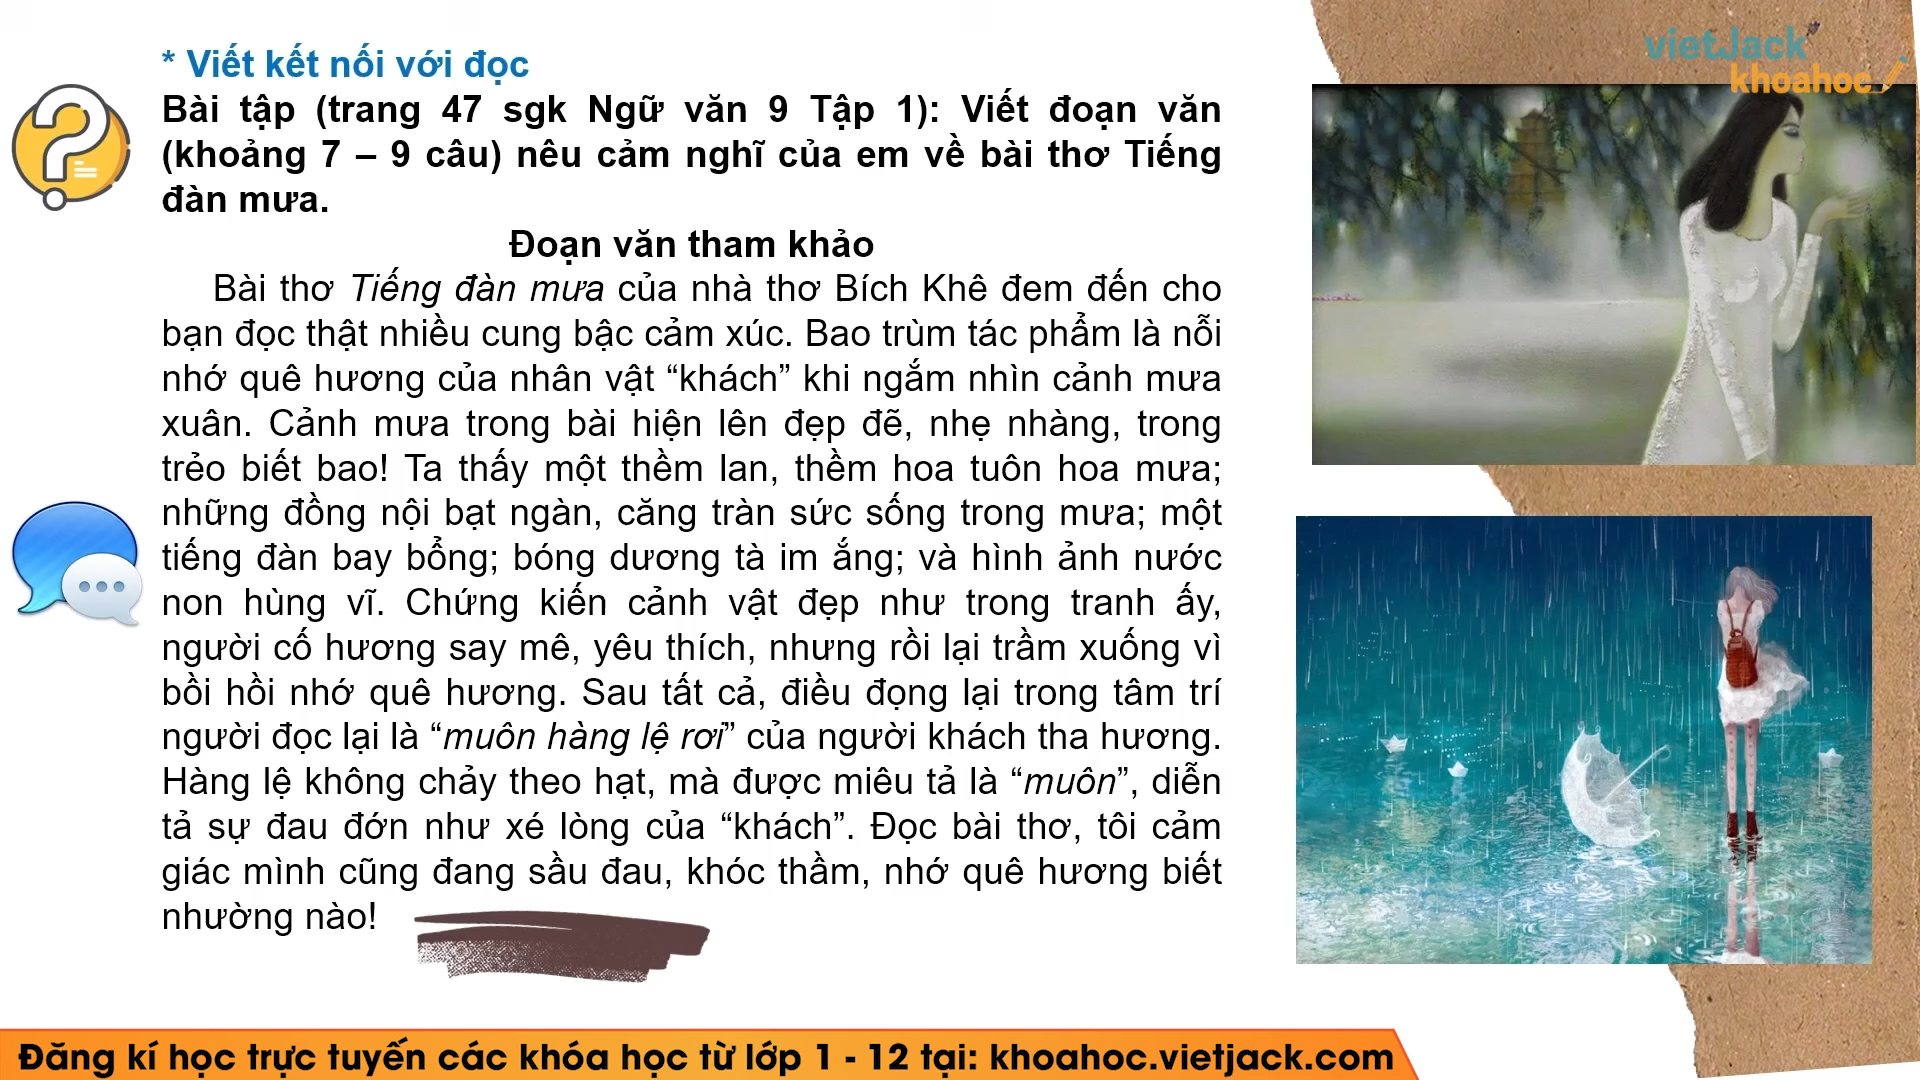 vietJack
khoahoc
* Viết kết nối với đọc
Bài tập (trang 47 sgk Ngữ văn 9 Tập 1): Viết đoạn văn
(khoảng 7 – 9 câu) nêu cảm nghĩ của em về bài thơ Tiếng
đàn mưa.
Đoạn văn tham khảo
Bài thơ Tiếng đàn mưa của nhà thơ Bích Khê đem đến cho
bạn đọc thật nhiều cung bậc cảm xúc. Bao trùm tác phẩm là nỗi
nhớ quê hương của nhân vật “khách” khi ngắm nhìn cảnh mưa
xuân. Cảnh mưa trong bài hiện lên đẹp đẽ, nhẹ nhàng, trong
trẻo biết bao! Ta thấy một thềm lan, thềm hoa tuôn hoa mưa;
những đồng nội bạt ngàn, căng tràn sức sống trong mưa; một
tiếng đàn bay bổng; bóng dương tà im ắng; và hình ảnh nước
non hùng vĩ. Chứng kiến cảnh vật đẹp như trong tranh ấy,
người cố hương say mê, yêu thích, nhưng rồi lại trầm xuống vì
bồi hồi nhớ quê hương. Sau tất cả, điều đọng lại trong tâm trí
người đọc lại là “muôn hàng lệ rơi” của người khách tha hương.
Hàng lệ không chảy theo hạt, mà được miêu tả là “muôn”, diễn
tả sự đau đớn như xé lòng của “khách”. Đọc bài thơ, tôi cảm
giác mình cũng đang sầu đau, khóc thầm, nhớ quê hương biết
nhường nào!
Đăng kí học trực tuyến các khóa học từ lớp 1 - 12 tại: khoahoc.vietjack.com